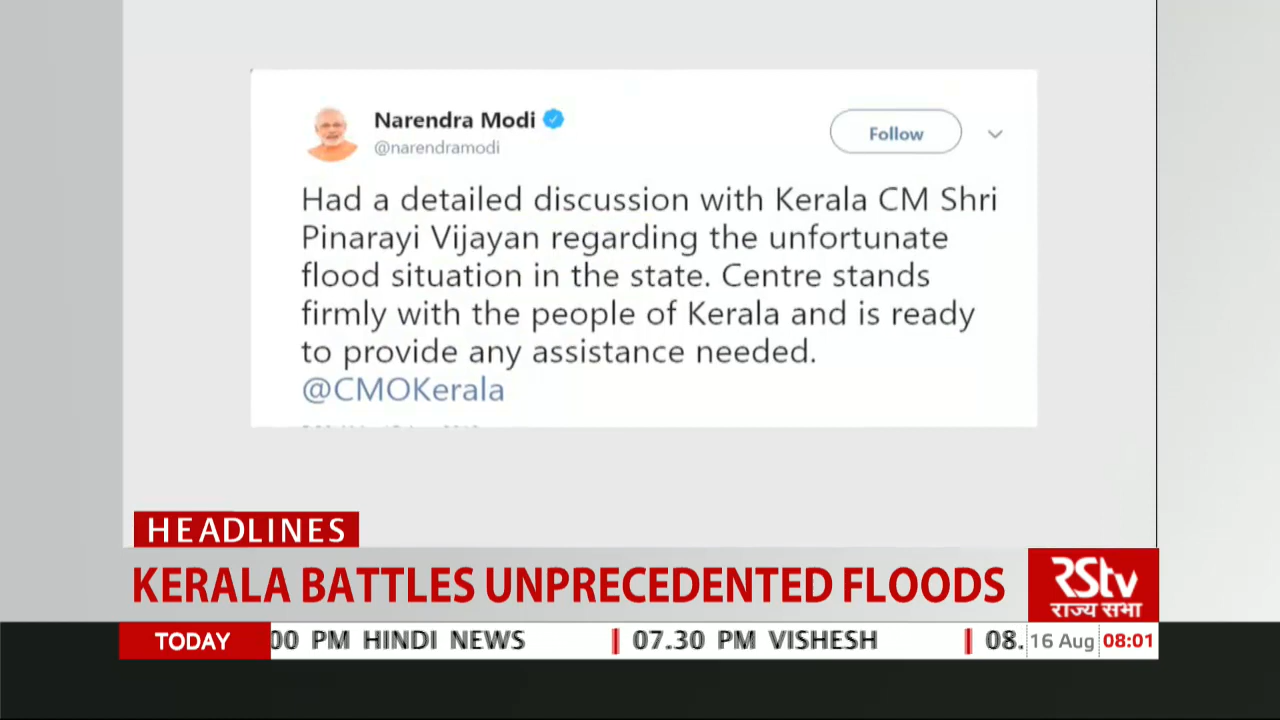 Narendra Modi
@narendramodi
Follow
Had a detailed discussion with Kerala CM Shri
Pinarayi Vijayan regarding the unfortunate
flood situation in the state. Centre stands
firmly with the people of Kerala and is ready
to provide any assistance needed.
@CMOKerala
HEADLINES
KERALA BATTLES UNPRECEDENTED FLOODS
RSTV
राज्य सभा
TODAY
00 PM HINDI NEWS
07.30 PM VISHESH
08.
16 Aug
08:01